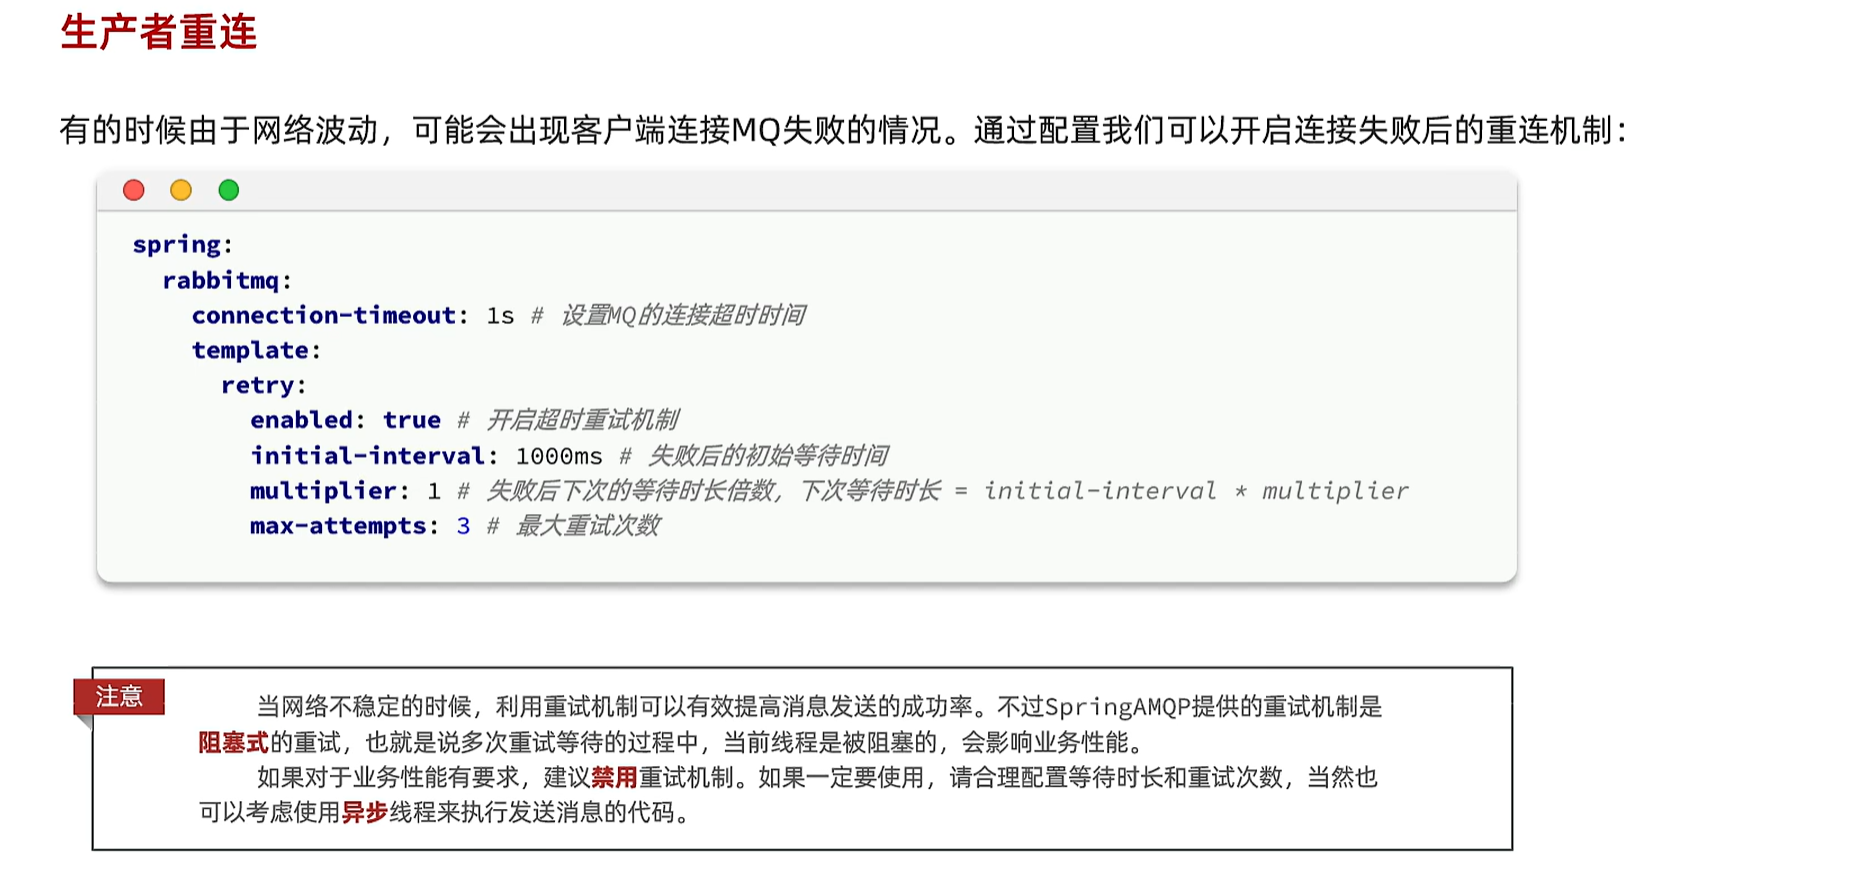 生产者重连
有的时候由于网络波动，可能会出现客户端连接MQ失败的情况。通过配置我们可以开启连接失败后的重连机制：
spring:
  rabbitmq:
    connection-timeout: 1s # 设置MQ的连接超时时间
    template:
      retry:
        enabled: true # 开启超时重试机制
        initial-interval: 1000ms # 失败后的初始等待时间
        multiplier: 1 # 失败后下次的等待时长倍数，下次等待时长 = initial-interval * multiplier
        max-attempts: 3 # 最大重试次数
注意
当网络不稳定的时候，利用重试机制可以有效提高消息发送的成功率。不过SpringAMQP提供的重试机制是
阻塞式的重试，也就是说多次重试等待的过程中，当前线程是被阻塞的，会影响业务性能。
如果对于业务性能有要求，建议禁用重试机制。如果一定要使用，请合理配置等待时长和重试次数，当然也
可以考虑使用异步线程来执行发送消息的代码。